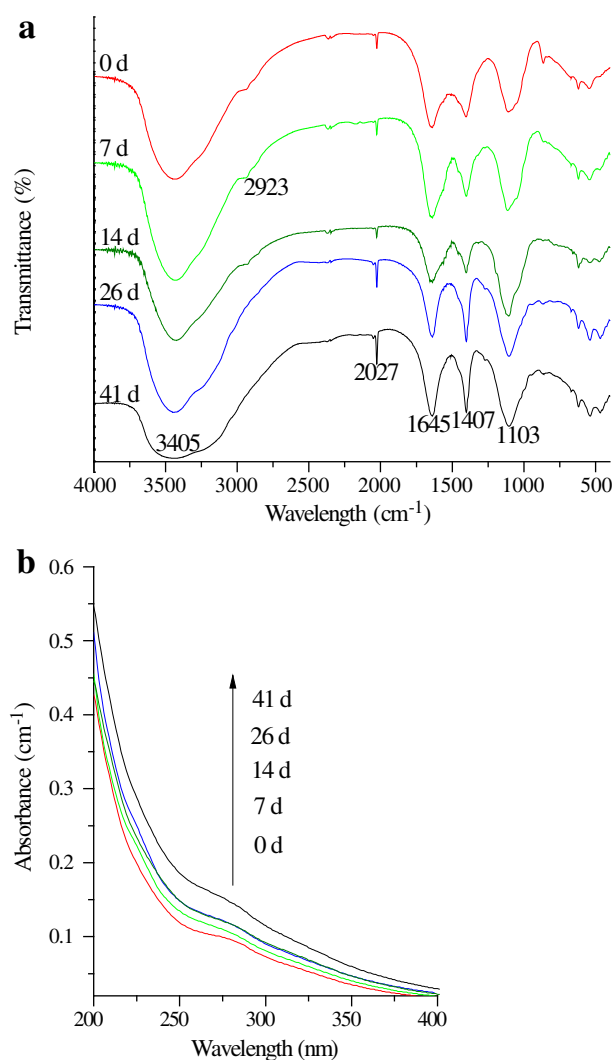 a
0 d
7 d
2923
14 d
26 d
2027
41 d
3405
1645
1407
1103
Transmittance (%)
4000 3500 3000 2500 2000 1500 1000 500
Wavelength (cm⁻¹)
b
0.6
0.5
0.4
0.3
0.2
0.1
41 d
26 d
14 d
7 d
0 d
Absorbance (cm⁻¹)
200 250 300 350 400
Wavelength (nm)